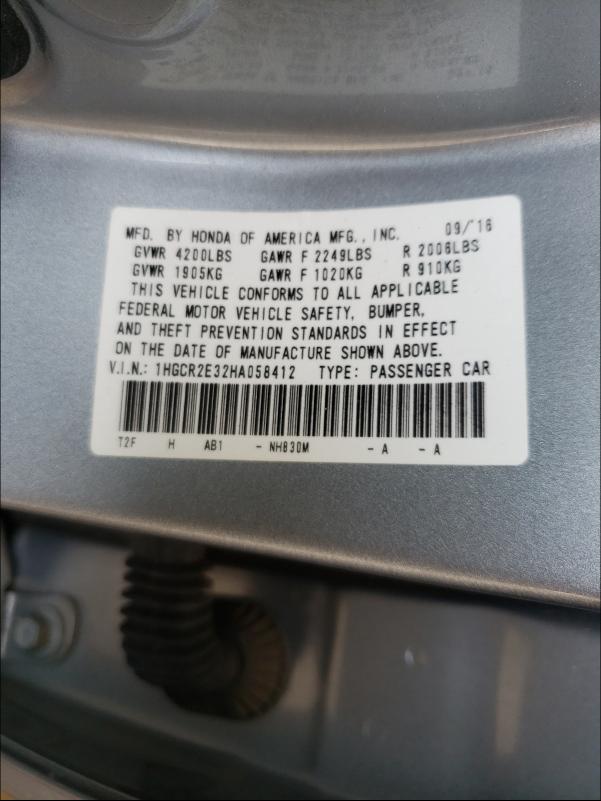 MFD. BY HONDA OF AMERICA MFG., INC. 09/'16
GVWR 4200LBS GAWR F 2249LBS R 2006LBS
GVWR 1905KG GAWR F 1020KG R 910KG
THIS VEHICLE CONFORMS TO ALL APPLICABLE
FEDERAL MOTOR VEHICLE SAFETY, BUMPER,
AND THEFT PREVENTION STANDARDS IN EFFECT
ON THE DATE OF MANUFACTURE SHOWN ABOVE.
V.I.N.: 1HGCR2E32HA058412 TYPE: PASSENGER CAR
T2F H AB1 - NH830M - A - A